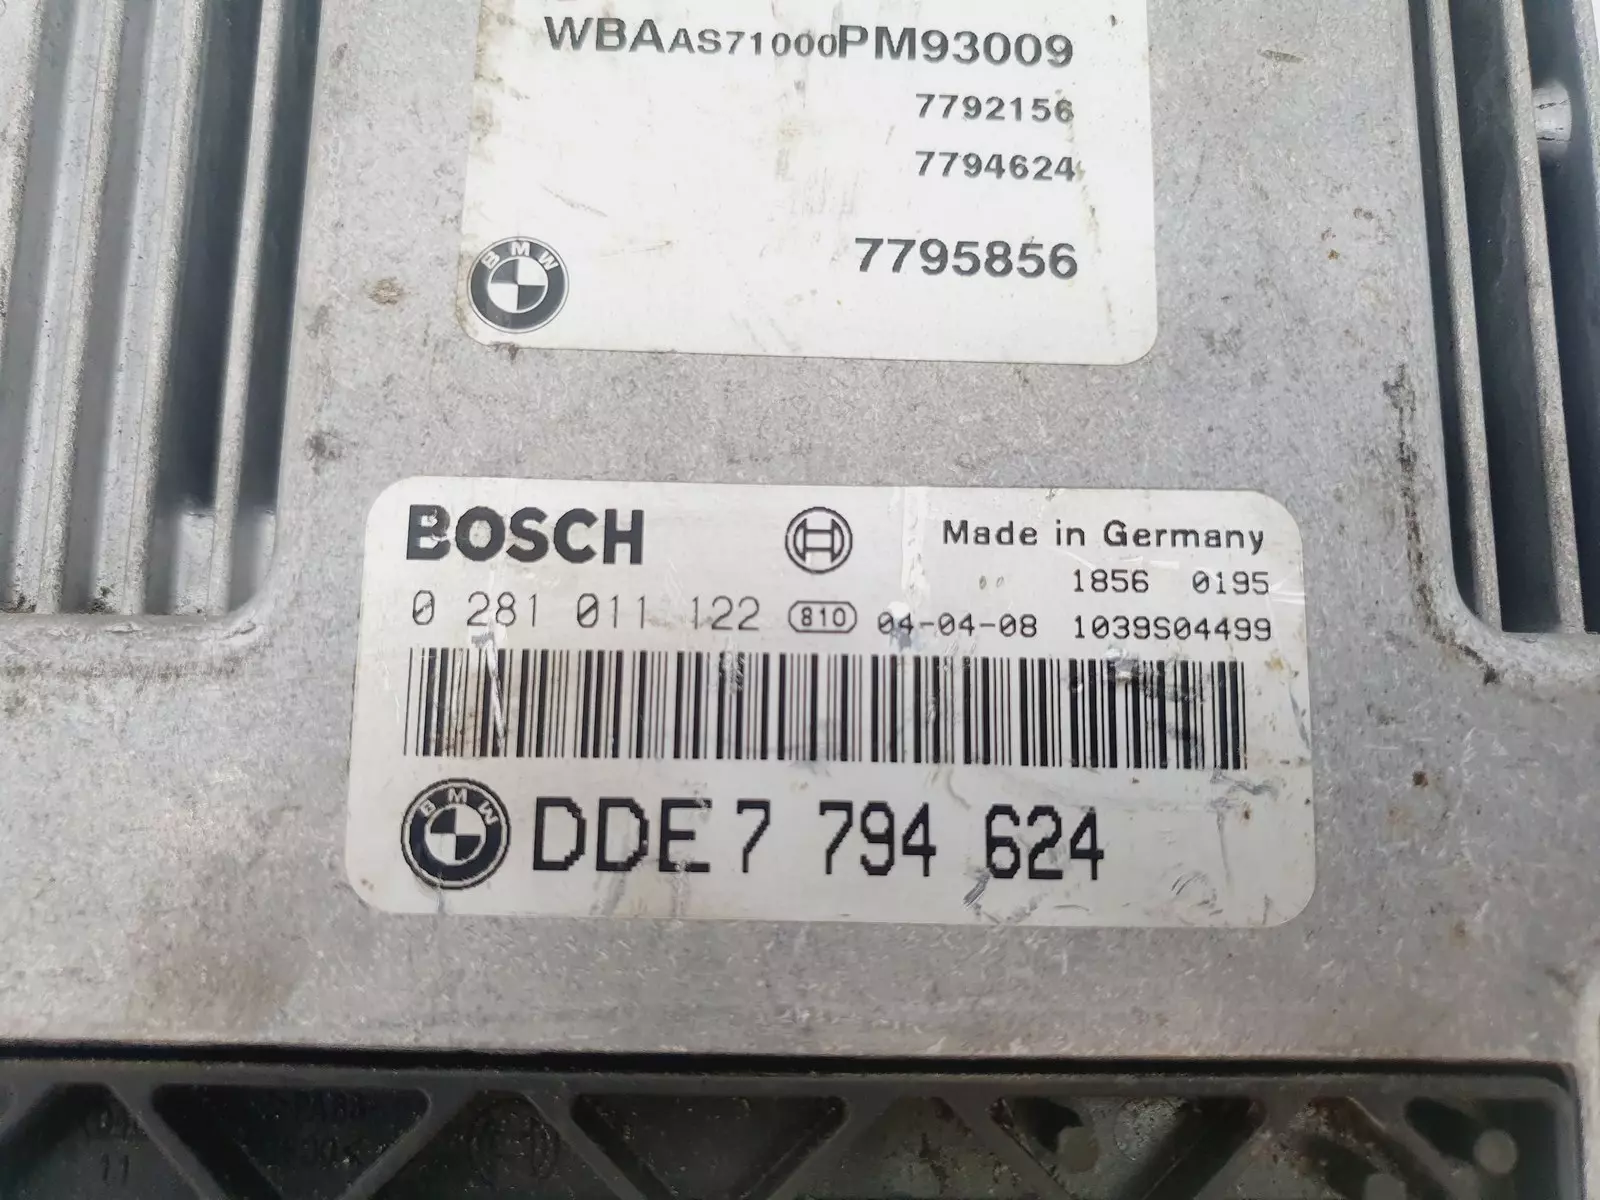 WBAAS71000PM93009
7792156
7794624
7795856
BMW
BOSCH
Made in Germany
1856 0195
0 281 011 122 810 04-04-08 1039S04499
BMW
DDE 7 794 624
11